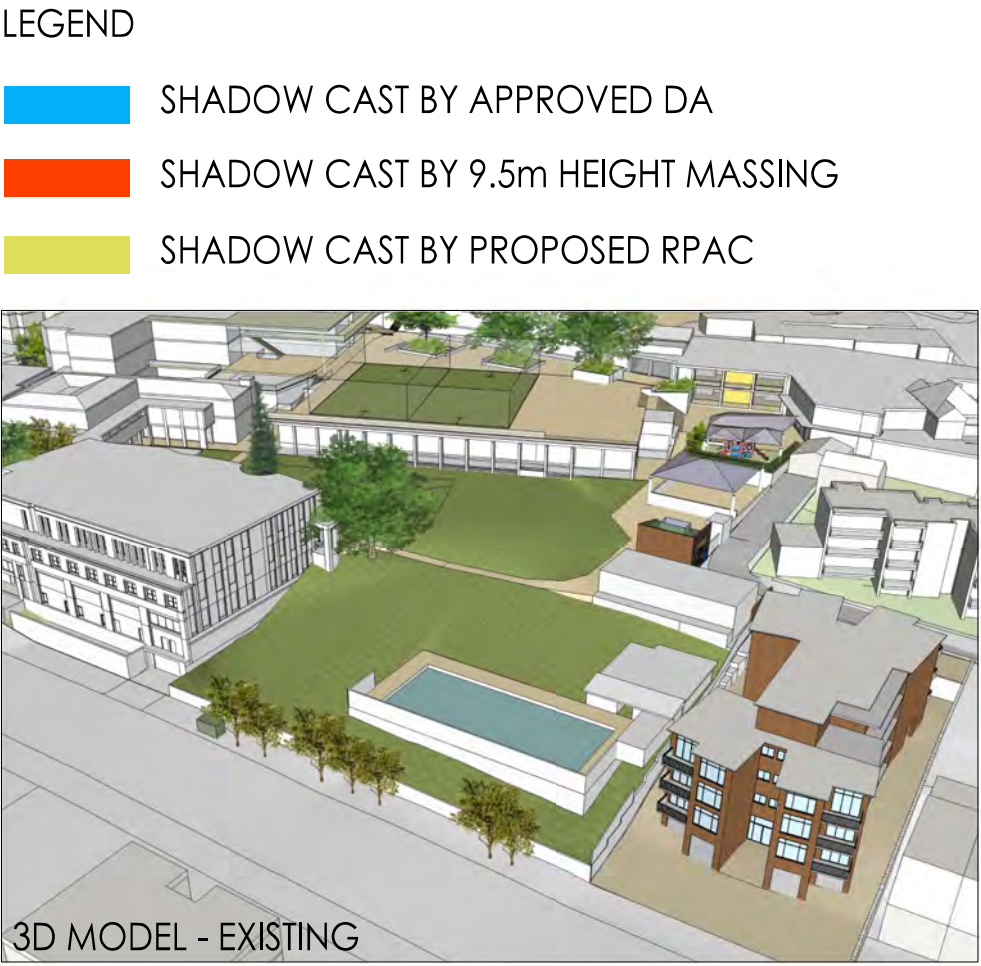 LEGEND
SHADOW CAST BY APPROVED DA
SHADOW CAST BY 9.5m HEIGHT MASSING
SHADOW CAST BY PROPOSED RPAC
3D MODEL - EXISTING